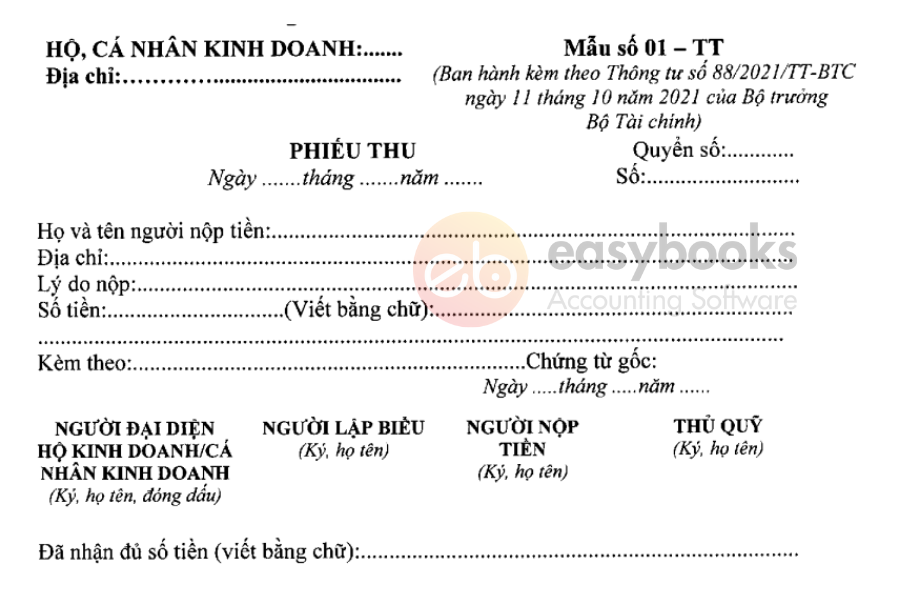 HỘ, CÁ NHÂN KINH DOANH:.......
Địa chỉ:................................................
Mẫu số 01 – TT
(Ban hành kèm theo Thông tư số 88/2021/TT-BTC
ngày 11 tháng 10 năm 2021 của Bộ trưởng
Bộ Tài chính)
PHIẾU THU
Ngày .......tháng .......năm .......
Quyển số:............
Số:...........................
Họ và tên người nộp tiền:.............................................................................................
Địa chỉ:..........................................................................................................................
Lý do nộp:.....................................................................................................................
Số tiền:...............................(Viết bằng chữ):................................................................
.......................................................................................................................................
Kèm theo:......................................................................Chứng từ gốc:
Ngày .....tháng .....năm ......
NGƯỜI ĐẠI DIỆN
HỘ KINH DOANH/CÁ
NHÂN KINH DOANH
(Ký, họ tên, đóng dấu)
NGƯỜI LẬP BIỂU
(Ký, họ tên)
NGƯỜI NỘP
TIỀN
(Ký, họ tên)
THỦ QUỸ
(Ký, họ tên)
Đã nhận đủ số tiền (viết bằng chữ):..............................................................................
eb easybooks
Accounting Software